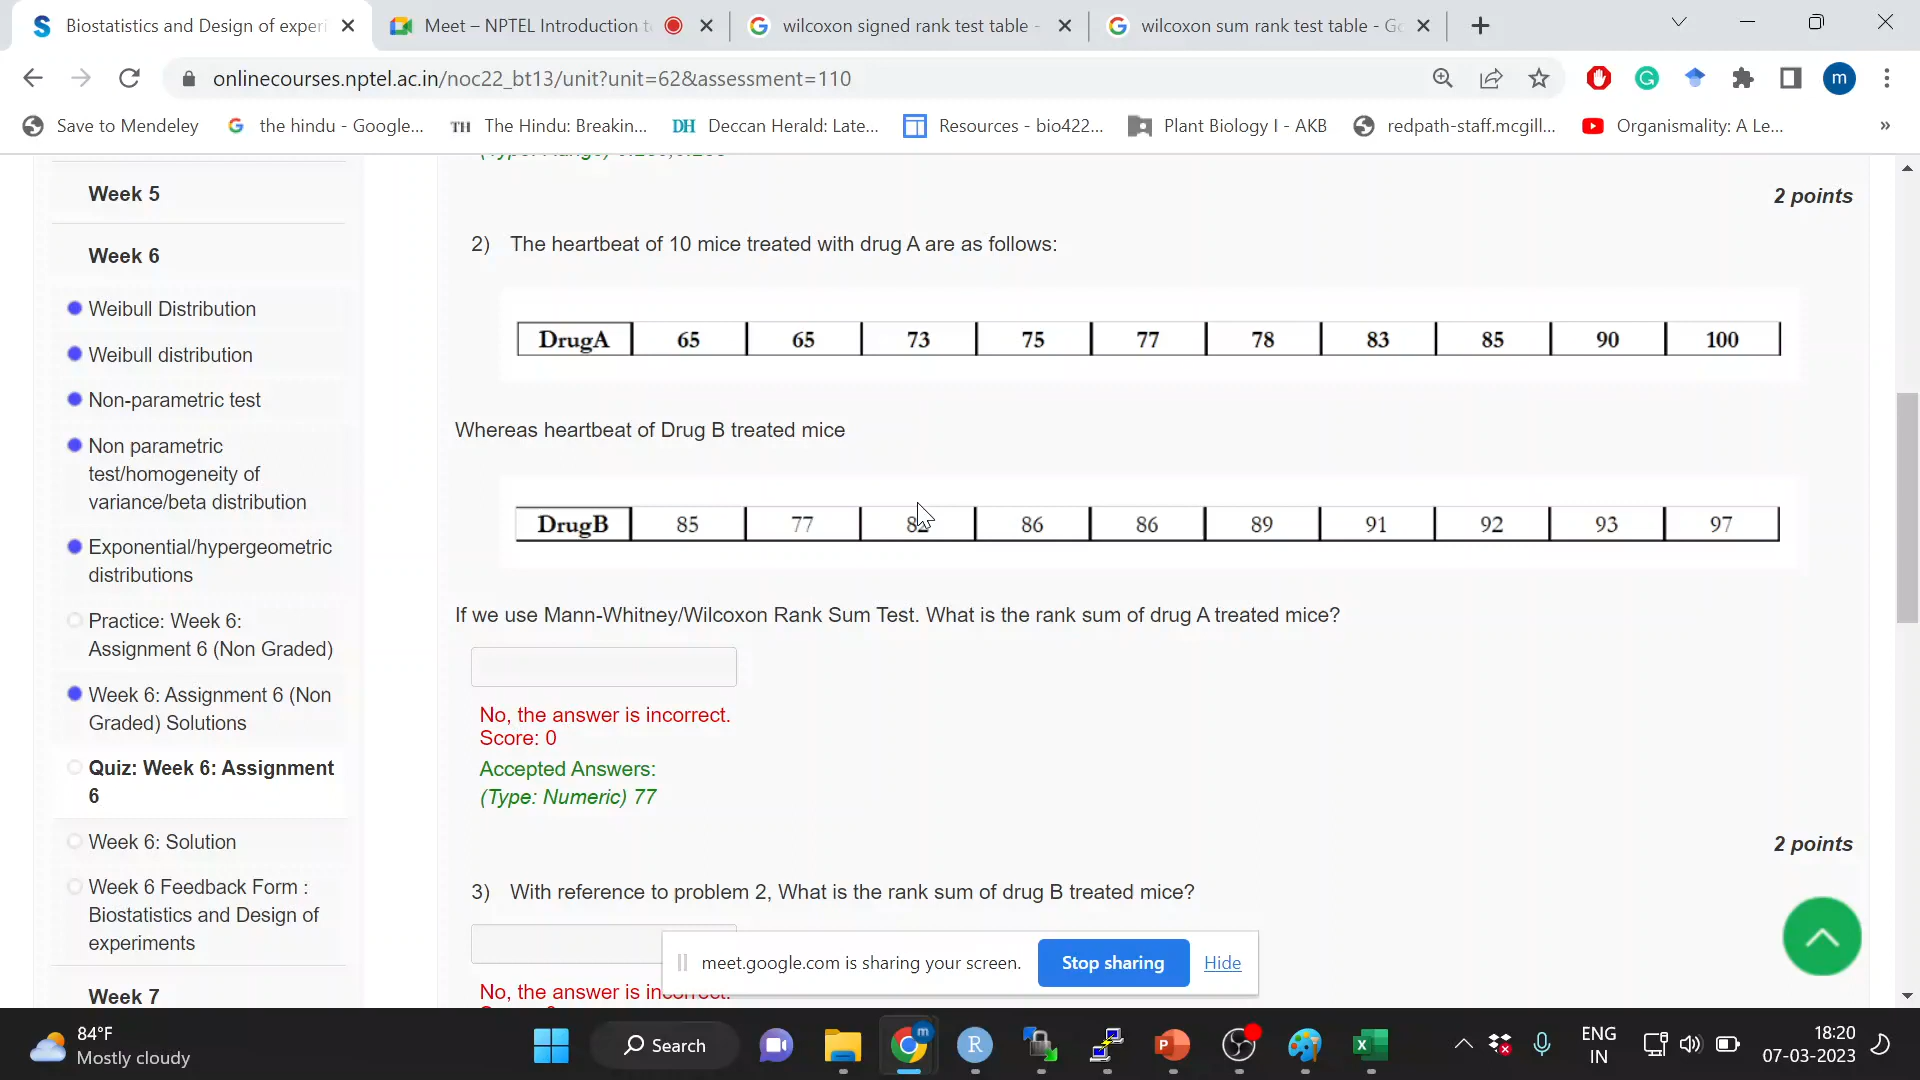 Biostatistics and Design of experi
Meet – NPTEL Introduction t
wilcoxon signed rank test table -
wilcoxon sum rank test table - Go
onlinecourses.nptel.ac.in/noc22_bt13/unit?unit=62&assessment=110
m
Save to Mendeley
the hindu - Google...
TH The Hindu: Breakin...
DH Deccan Herald: Late...
Resources - bio422...
Plant Biology I - AKB
redpath-staff.mcgill...
Organismality: A Le...
»
Week 5
Week 6
Weibull Distribution
Weibull distribution
Non-parametric test
Non parametric
test/homogeneity of
variance/beta distribution
Exponential/hypergeometric
distributions
Practice: Week 6:
Assignment 6 (Non Graded)
Week 6: Assignment 6 (Non
Graded) Solutions
Quiz: Week 6: Assignment
6
Week 6: Solution
Week 6 Feedback Form :
Biostatistics and Design of
experiments
Week 7
2 points
2) The heartbeat of 10 mice treated with drug A are as follows:
DrugA 65 65 73 75 77 78 83 85 90 100
Whereas heartbeat of Drug B treated mice
DrugB 85 77 82 86 86 89 91 92 93 97
If we use Mann-Whitney/Wilcoxon Rank Sum Test. What is the rank sum of drug A treated mice?
No, the answer is incorrect.
Score: 0
Accepted Answers:
(Type: Numeric) 77
2 points
3) With reference to problem 2, What is the rank sum of drug B treated mice?
No, the answer is incorrect.
meet.google.com is sharing your screen.
Stop sharing
Hide
84°F
Mostly cloudy
Search
m
R
P
X
ENG
IN
18:20
07-03-2023